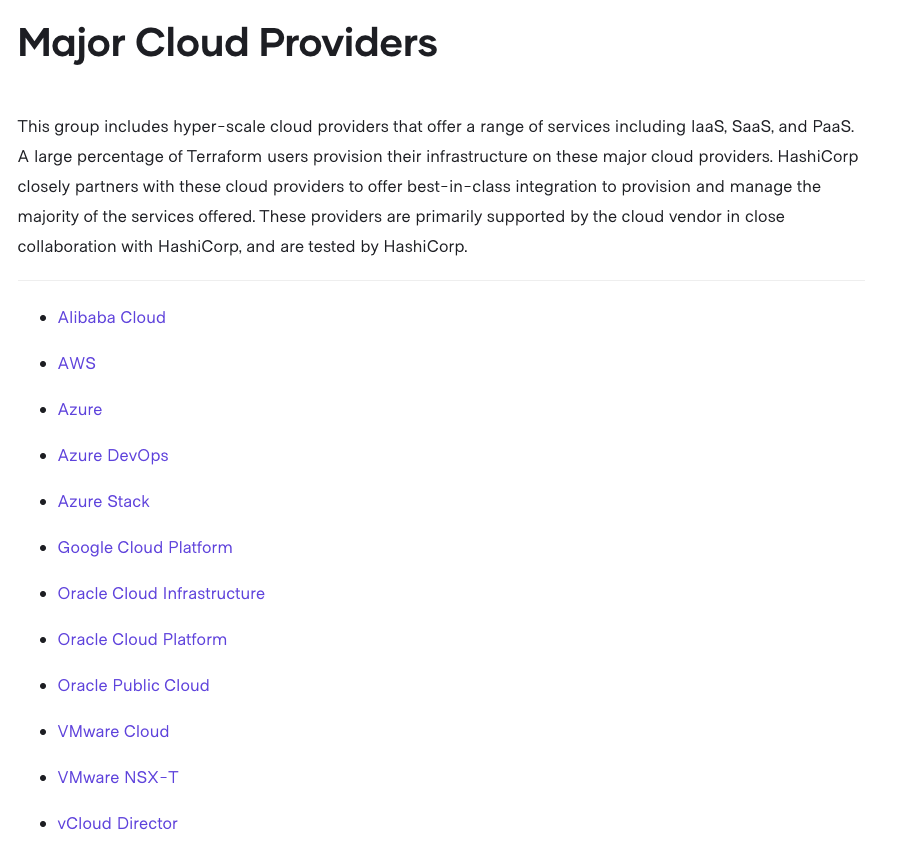 Major Cloud Providers
This group includes hyper-scale cloud providers that offer a range of services including IaaS, SaaS, and PaaS.
A large percentage of Terraform users provision their infrastructure on these major cloud providers. HashiCorp
closely partners with these cloud providers to offer best-in-class integration to provision and manage the
majority of the services offered. These providers are primarily supported by the cloud vendor in close
collaboration with HashiCorp, and are tested by HashiCorp.
• Alibaba Cloud
• AWS
• Azure
• Azure DevOps
• Azure Stack
• Google Cloud Platform
• Oracle Cloud Infrastructure
• Oracle Cloud Platform
• Oracle Public Cloud
• VMware Cloud
• VMware NSX-T
• vCloud Director